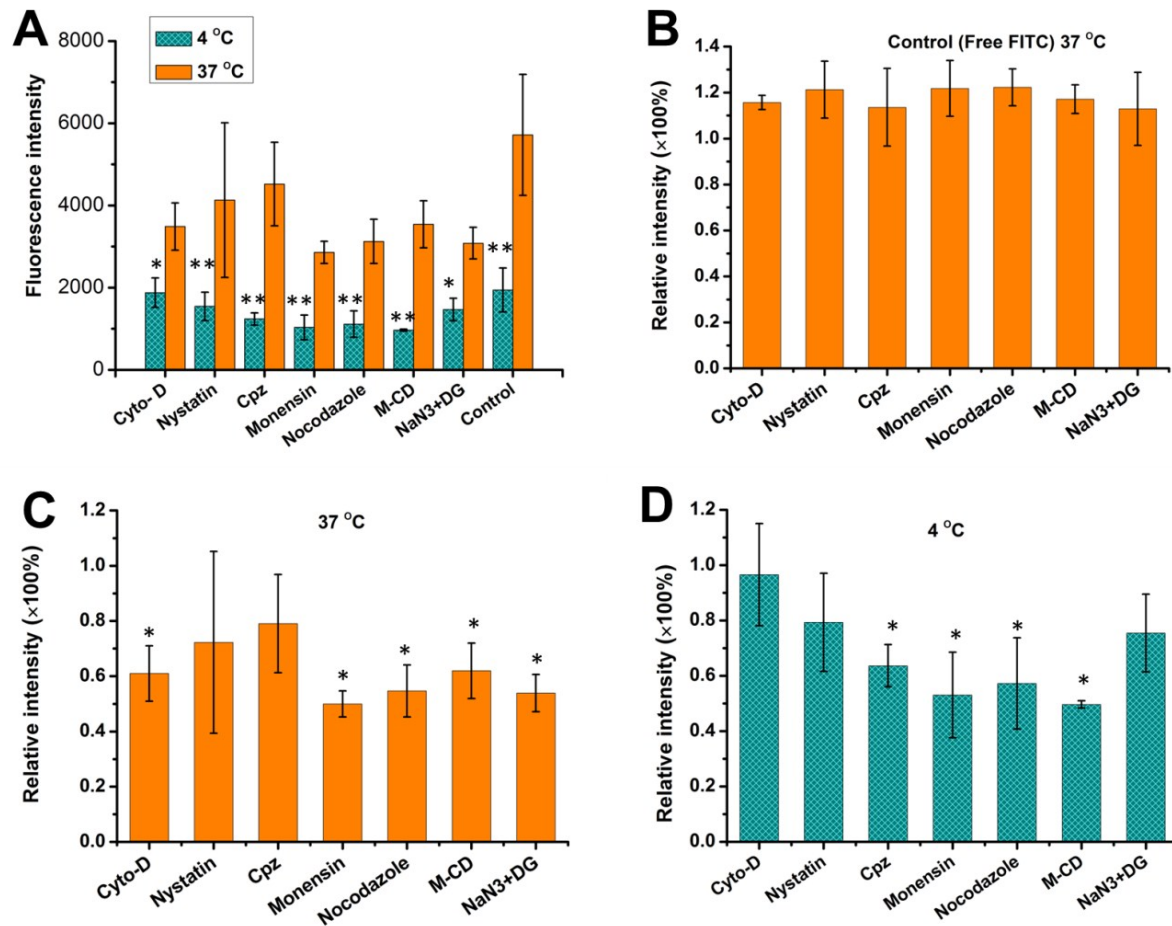 A
4 °C
37 °C
Fluorescence intensity
8000
6000
4000
2000
0
*
**
**
**
**
**
*
**
Cyto- D
Nystatin
Cpz
Monensin
Nocodazole
M-CD
NaN3+DG
Control
B
Control (Free FITC) 37 °C
Relative intensity (×100%)
1.4
1.2
1.0
0.8
0.6
0.4
0.2
0.0
Cyto-D
Nystatin
Cpz
Monensin
Nocodazole
M-CD
NaN3+DG
C
37 °C
Relative intensity (×100%)
1.2
1.0
0.8
0.6
0.4
0.2
0.0
*
*
*
*
*
Cyto-D
Nystatin
Cpz
Monensin
Nocodazole
M-CD
NaN3+DG
D
4 °C
Relative intensity (×100%)
1.2
1.0
0.8
0.6
0.4
0.2
0.0
*
*
*
*
Cyto-D
Nystatin
Cpz
Monensin
Nocodazole
M-CD
NaN3+DG